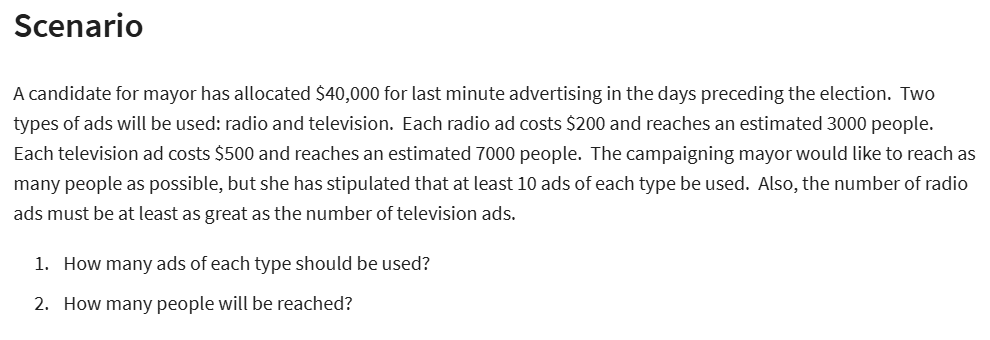 Scenario
A candidate for mayor has allocated $40,000 for last minute advertising in the days preceding the election.  Two
types of ads will be used: radio and television.  Each radio ad costs $200 and reaches an estimated 3000 people.
Each television ad costs $500 and reaches an estimated 7000 people.  The campaigning mayor would like to reach as
many people as possible, but she has stipulated that at least 10 ads of each type be used.  Also, the number of radio
ads must be at least as great as the number of television ads.
1. How many ads of each type should be used?
2. How many people will be reached?